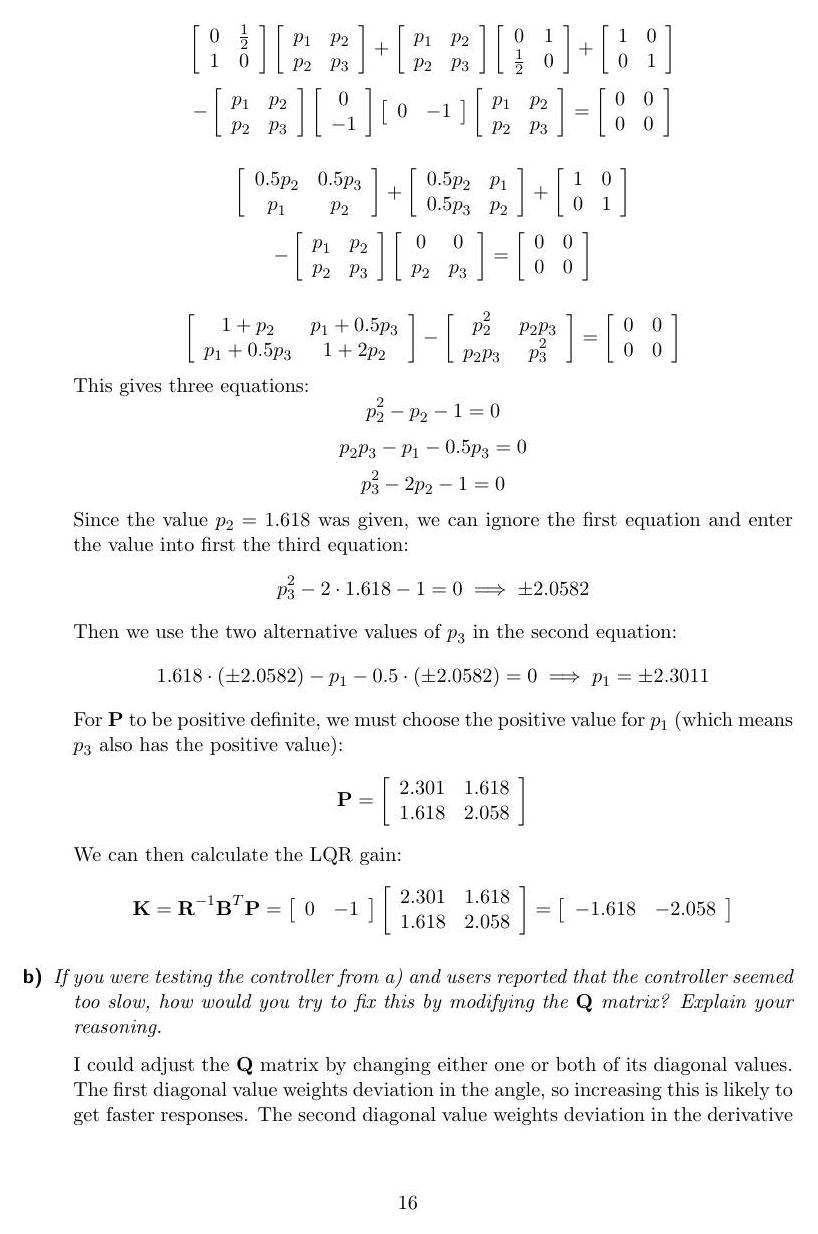 [ 0 1/2 ; 1 0 ] [ p₁ p₂ ; p₂ p₃ ] + [ p₁ p₂ ; p₂ p₃ ] [ 0 1 ; 1/2 0 ] + [ 1 0 ; 0 1 ]
− [ p₁ p₂ ; p₂ p₃ ] [ 0 ; −1 ] [ 0 −1 ] [ p₁ p₂ ; p₂ p₃ ] = [ 0 0 ; 0 0 ]
[ 0.5p₂ 0.5p₃ ; p₁ p₂ ] + [ 0.5p₂ p₁ ; 0.5p₃ p₂ ] + [ 1 0 ; 0 1 ]
− [ p₁ p₂ ; p₂ p₃ ] [ 0 0 ; p₂ p₃ ] = [ 0 0 ; 0 0 ]
[ 1 + p₂ p₁ + 0.5p₃ ; p₁ + 0.5p₃ 1 + 2p₂ ] − [ p₂² p₂p₃ ; p₂p₃ p₃² ] = [ 0 0 ; 0 0 ]
This gives three equations:
p₂² − p₂ − 1 = 0
p₂p₃ − p₁ − 0.5p₃ = 0
p₃² − 2p₂ − 1 = 0
Since the value p₂ = 1.618 was given, we can ignore the first equation and enter
the value into first the third equation:
p₃² − 2 · 1.618 − 1 = 0 ⟹ ±2.0582
Then we use the two alternative values of p₃ in the second equation:
1.618 · (±2.0582) − p₁ − 0.5 · (±2.0582) = 0 ⟹ p₁ = ±2.3011
For P to be positive definite, we must choose the positive value for p₁ (which means
p₃ also has the positive value):
P = [ 2.301 1.618 ; 1.618 2.058 ]
We can then calculate the LQR gain:
K = R⁻¹BᵀP = [ 0 −1 ] [ 2.301 1.618 ; 1.618 2.058 ] = [ −1.618 −2.058 ]
b) If you were testing the controller from a) and users reported that the controller seemed
too slow, how would you try to fix this by modifying the Q matrix? Explain your
reasoning.
I could adjust the Q matrix by changing either one or both of its diagonal values.
The first diagonal value weights deviation in the angle, so increasing this is likely to
get faster responses. The second diagonal value weights deviation in the derivative
16